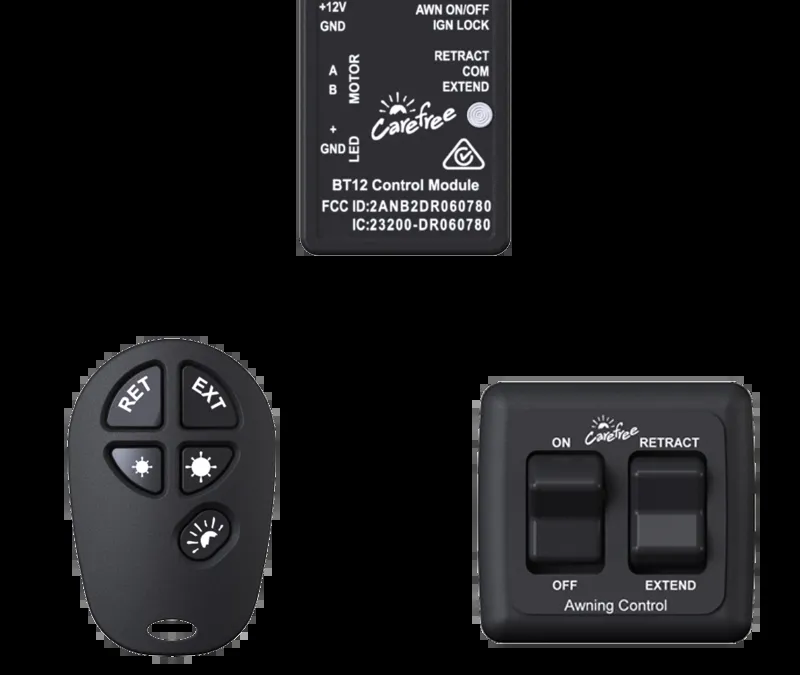 +12V
GND
AWN ON/OFF
IGN LOCK
A
B
MOTOR
RETRACT
COM
EXTEND
Carefree
+
GND
LED
BT12 Control Module
FCC ID:2ANB2DR060780
IC:23200-DR060780
RET
EXT
Carefree
ON
RETRACT
OFF
EXTEND
Awning Control